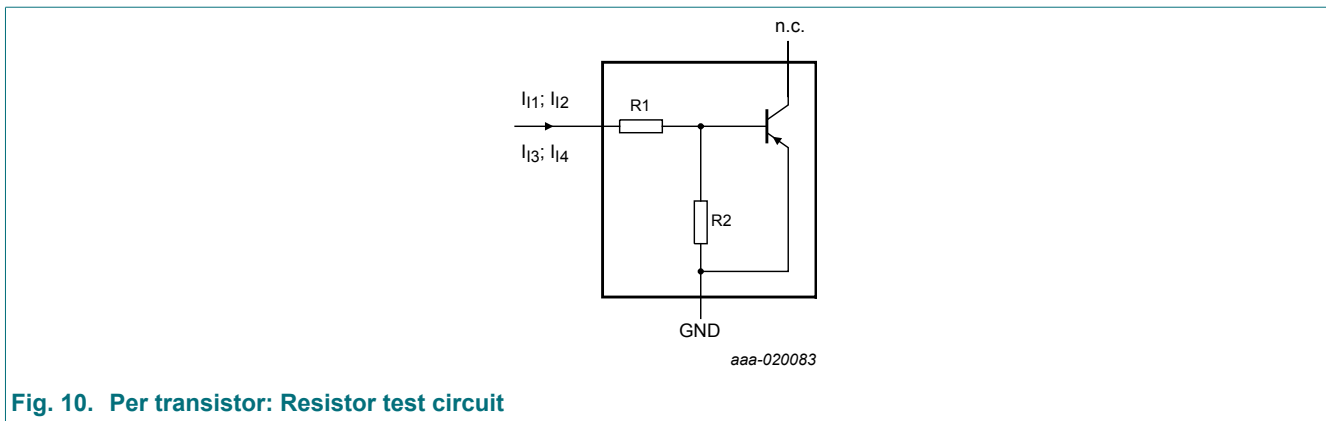 n.c.
I_I1; I_I2
R1
I_I3; I_I4
R2
GND
aaa-020083
Fig. 10. Per transistor: Resistor test circuit